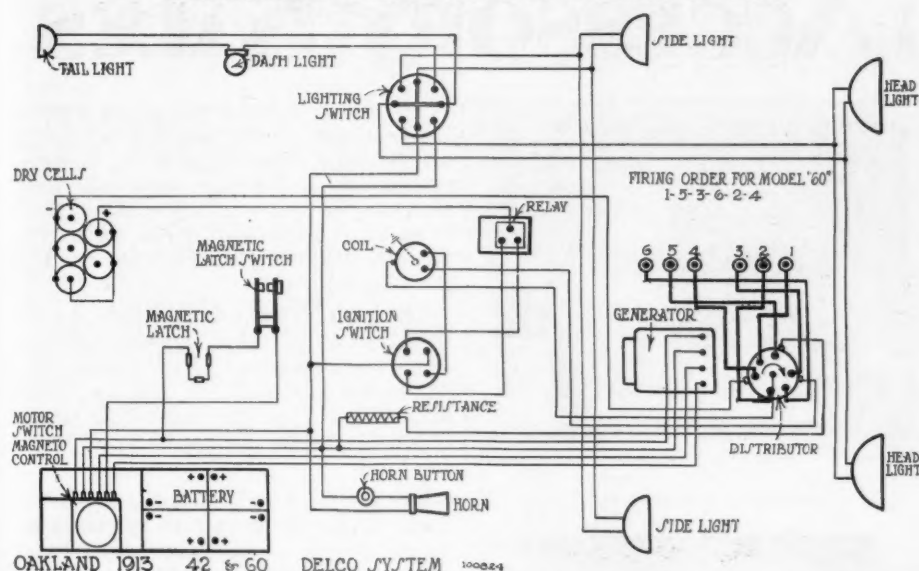 TAIL LIGHT
DASH LIGHT
LIGHTING
SWITCH
SIDE LIGHT
HEAD
LIGHT
DRY CELLS
- +
FIRING ORDER FOR MODEL "60"
1-5-3-6-2-4
RELAY
MAGNETIC
LATCH SWITCH
COIL
6 5 4 3 2 1
MAGNETIC
LATCH
IGNITION
SWITCH
GENERATOR
RESISTANCE
DISTRIBUTOR
MOTOR
SWITCH
MAGNETO
CONTROL
BATTERY
HORN BUTTON
HORN
HEAD
LIGHT
SIDE LIGHT
OAKLAND 1913 42 & 60 DELCO SYSTEM 100824